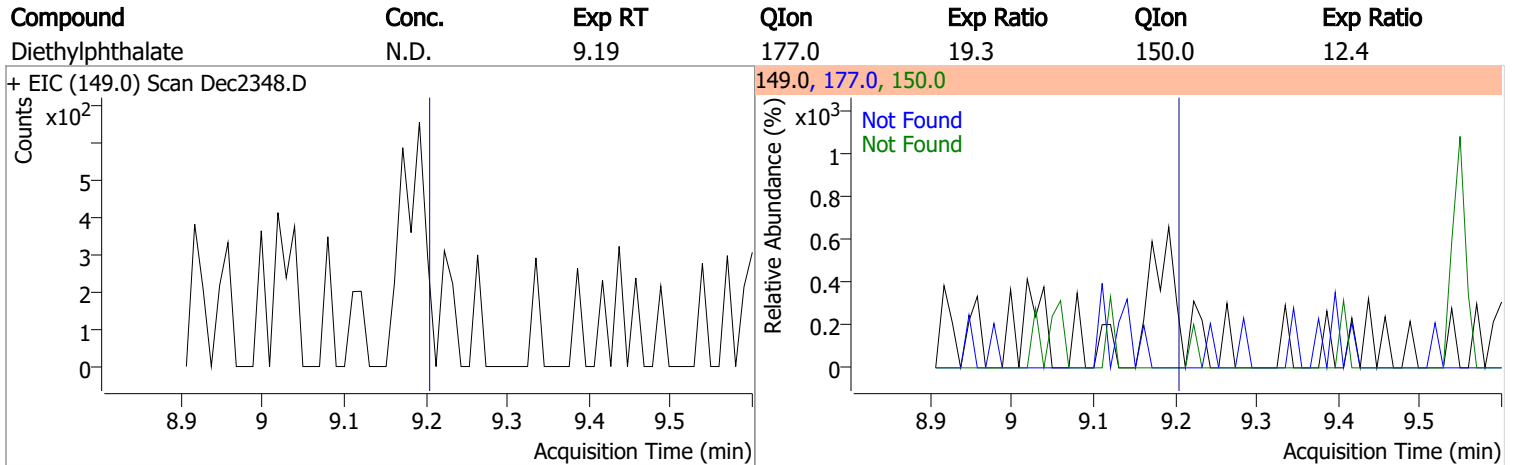 Compound Conc. Exp RT QIon Exp Ratio QIon Exp Ratio
Diethylphthalate N.D. 9.19 177.0 19.3 150.0 12.4
+ EIC (149.0) Scan Dec2348.D
Counts
x10²
5
4
3
2
1
0
8.9 9 9.1 9.2 9.3 9.4 9.5
Acquisition Time (min)
149.0, 177.0, 150.0
Relative Abundance (%)
x10³
Not Found
Not Found
1
0.8
0.6
0.4
0.2
0
8.9 9 9.1 9.2 9.3 9.4 9.5
Acquisition Time (min)